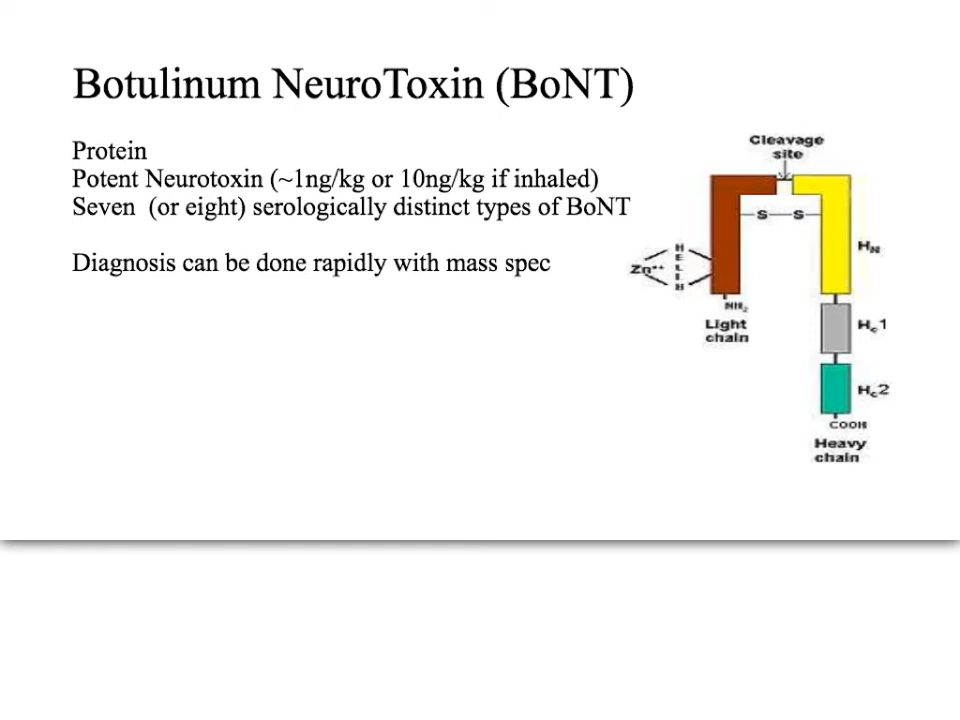 Botulinum NeuroToxin (BoNT)
Protein
Potent Neurotoxin (~1ng/kg or 10ng/kg if inhaled)
Seven (or eight) serologically distinct types of BoNT
Diagnosis can be done rapidly with mass spec
Cleavage
site
S S
H
E
L
I
H
Zn++
HN
NH2
Light
chain
Hc1
Hc2
COOH
Heavy
chain